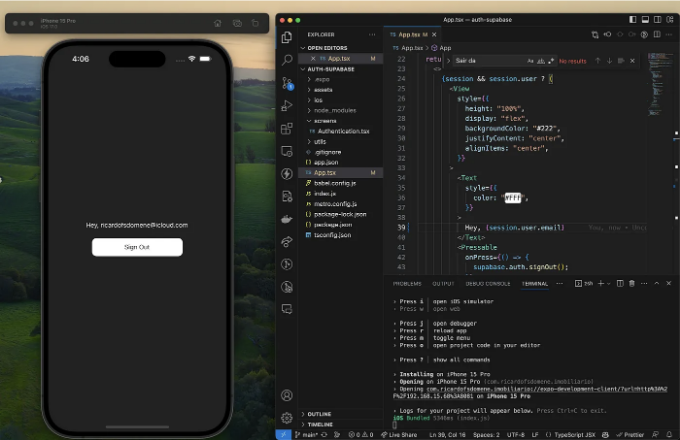 iPhone 15 Pro
4:06
Hey, ricardofsdomene@icloud.com
Sign Out
App.tsx — auth-supabase
EXPLORER
OPEN EDITORS
App.tsx M
AUTH-SUPABASE
.expo
assets
ios
node_modules
screens
Authentication.tsx
utils
.gitignore
app.json
App.tsx M
babel.config.js
index.js
metro.config.js
package-lock.json
package.json
tsconfig.json
OUTLINE
TIMELINE
App.tsx M
App.tsx > App
Sair da
Aa ab
No results
22 retu
23 <>
24 {session && session.user ? (
25 <View
26 style={{
27 height: "100%",
28 display: "flex",
29 backgroundColor: "#222",
30 justifyContent: "center",
31 alignItems: "center",
32 }}
33 >
34 <Text
35 style={{
36 color: "#fff",
37 }}
38 >
39 Hey, {session.user.email}
You, now •
40 </Text>
41 <Pressable
42 onPress={() => {
43 supabase.auth.signOut();
PROBLEMS OUTPUT DEBUG CONSOLE TERMINAL
› Press i | open iOS simulator
› Press w | open web
› Press j | open debugger
› Press r | reload app
› Press m | toggle menu
› Press o | open project code in your editor
› Press ? | show all commands
› Installing on iPhone 15 Pro
› Opening on iPhone 15 Pro (com.ricardofsdomene.imobiliario)
› Opening com.ricardofsdomene.imobiliario://expo-development-client/?url=http%3A%2
F%2F192.168.15.60%3A8081 on iPhone 15 Pro
› Logs for your project will appear below. Press Ctrl+C to exit.
iOS Bundled 5346ms (index.js)
main*
0 0
Live Share
Ln 39, Col 16
Spaces: 2
UTF-8
LF
TypeScript JSX
Go Live
Prettier